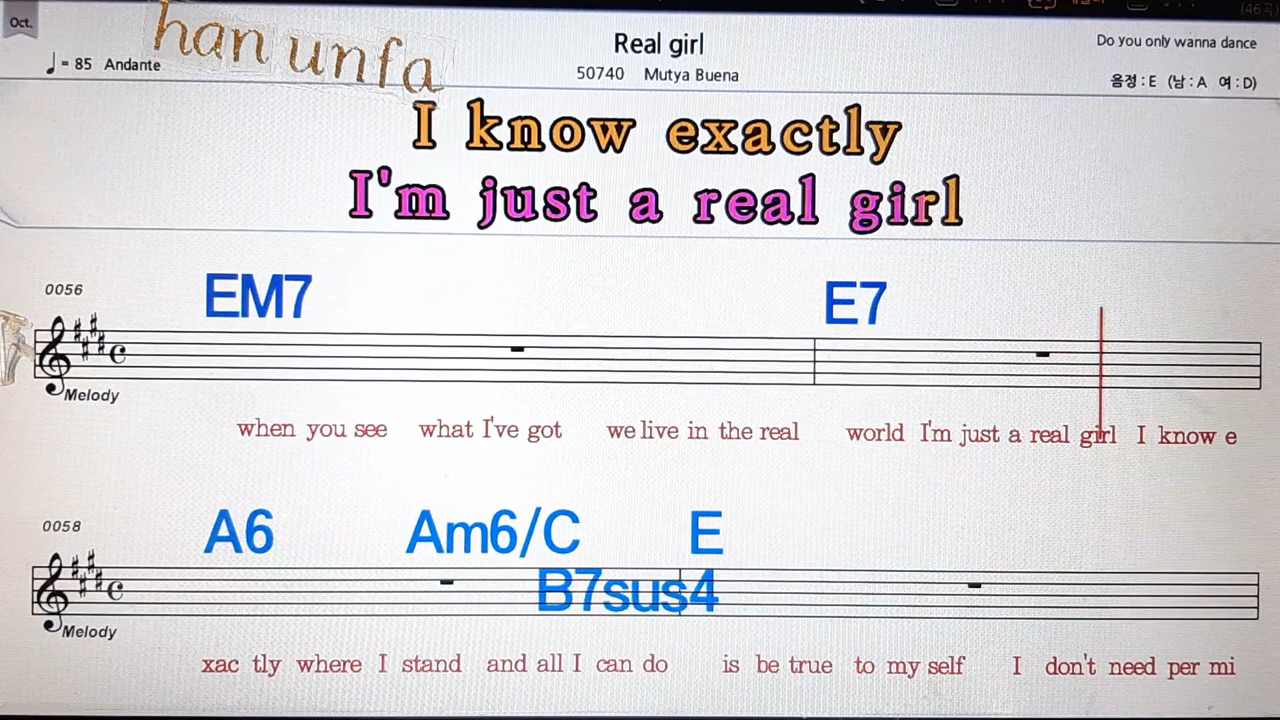 (46곡)
Oct.
han unfa
Real girl
Do you only wanna dance
♩= 85 Andante
50740 Mutya Buena
음정 : E (남 : A 여 : D)
I know exactly
I'm just a real girl
0056
EM7 E7
Melody
when you see what I've got we live in the real world I'm just a real girl I know e
0058
A6 Am6/C E
B7sus4
Melody
xac tly where I stand and all I can do is be true to my self I don't need per mi